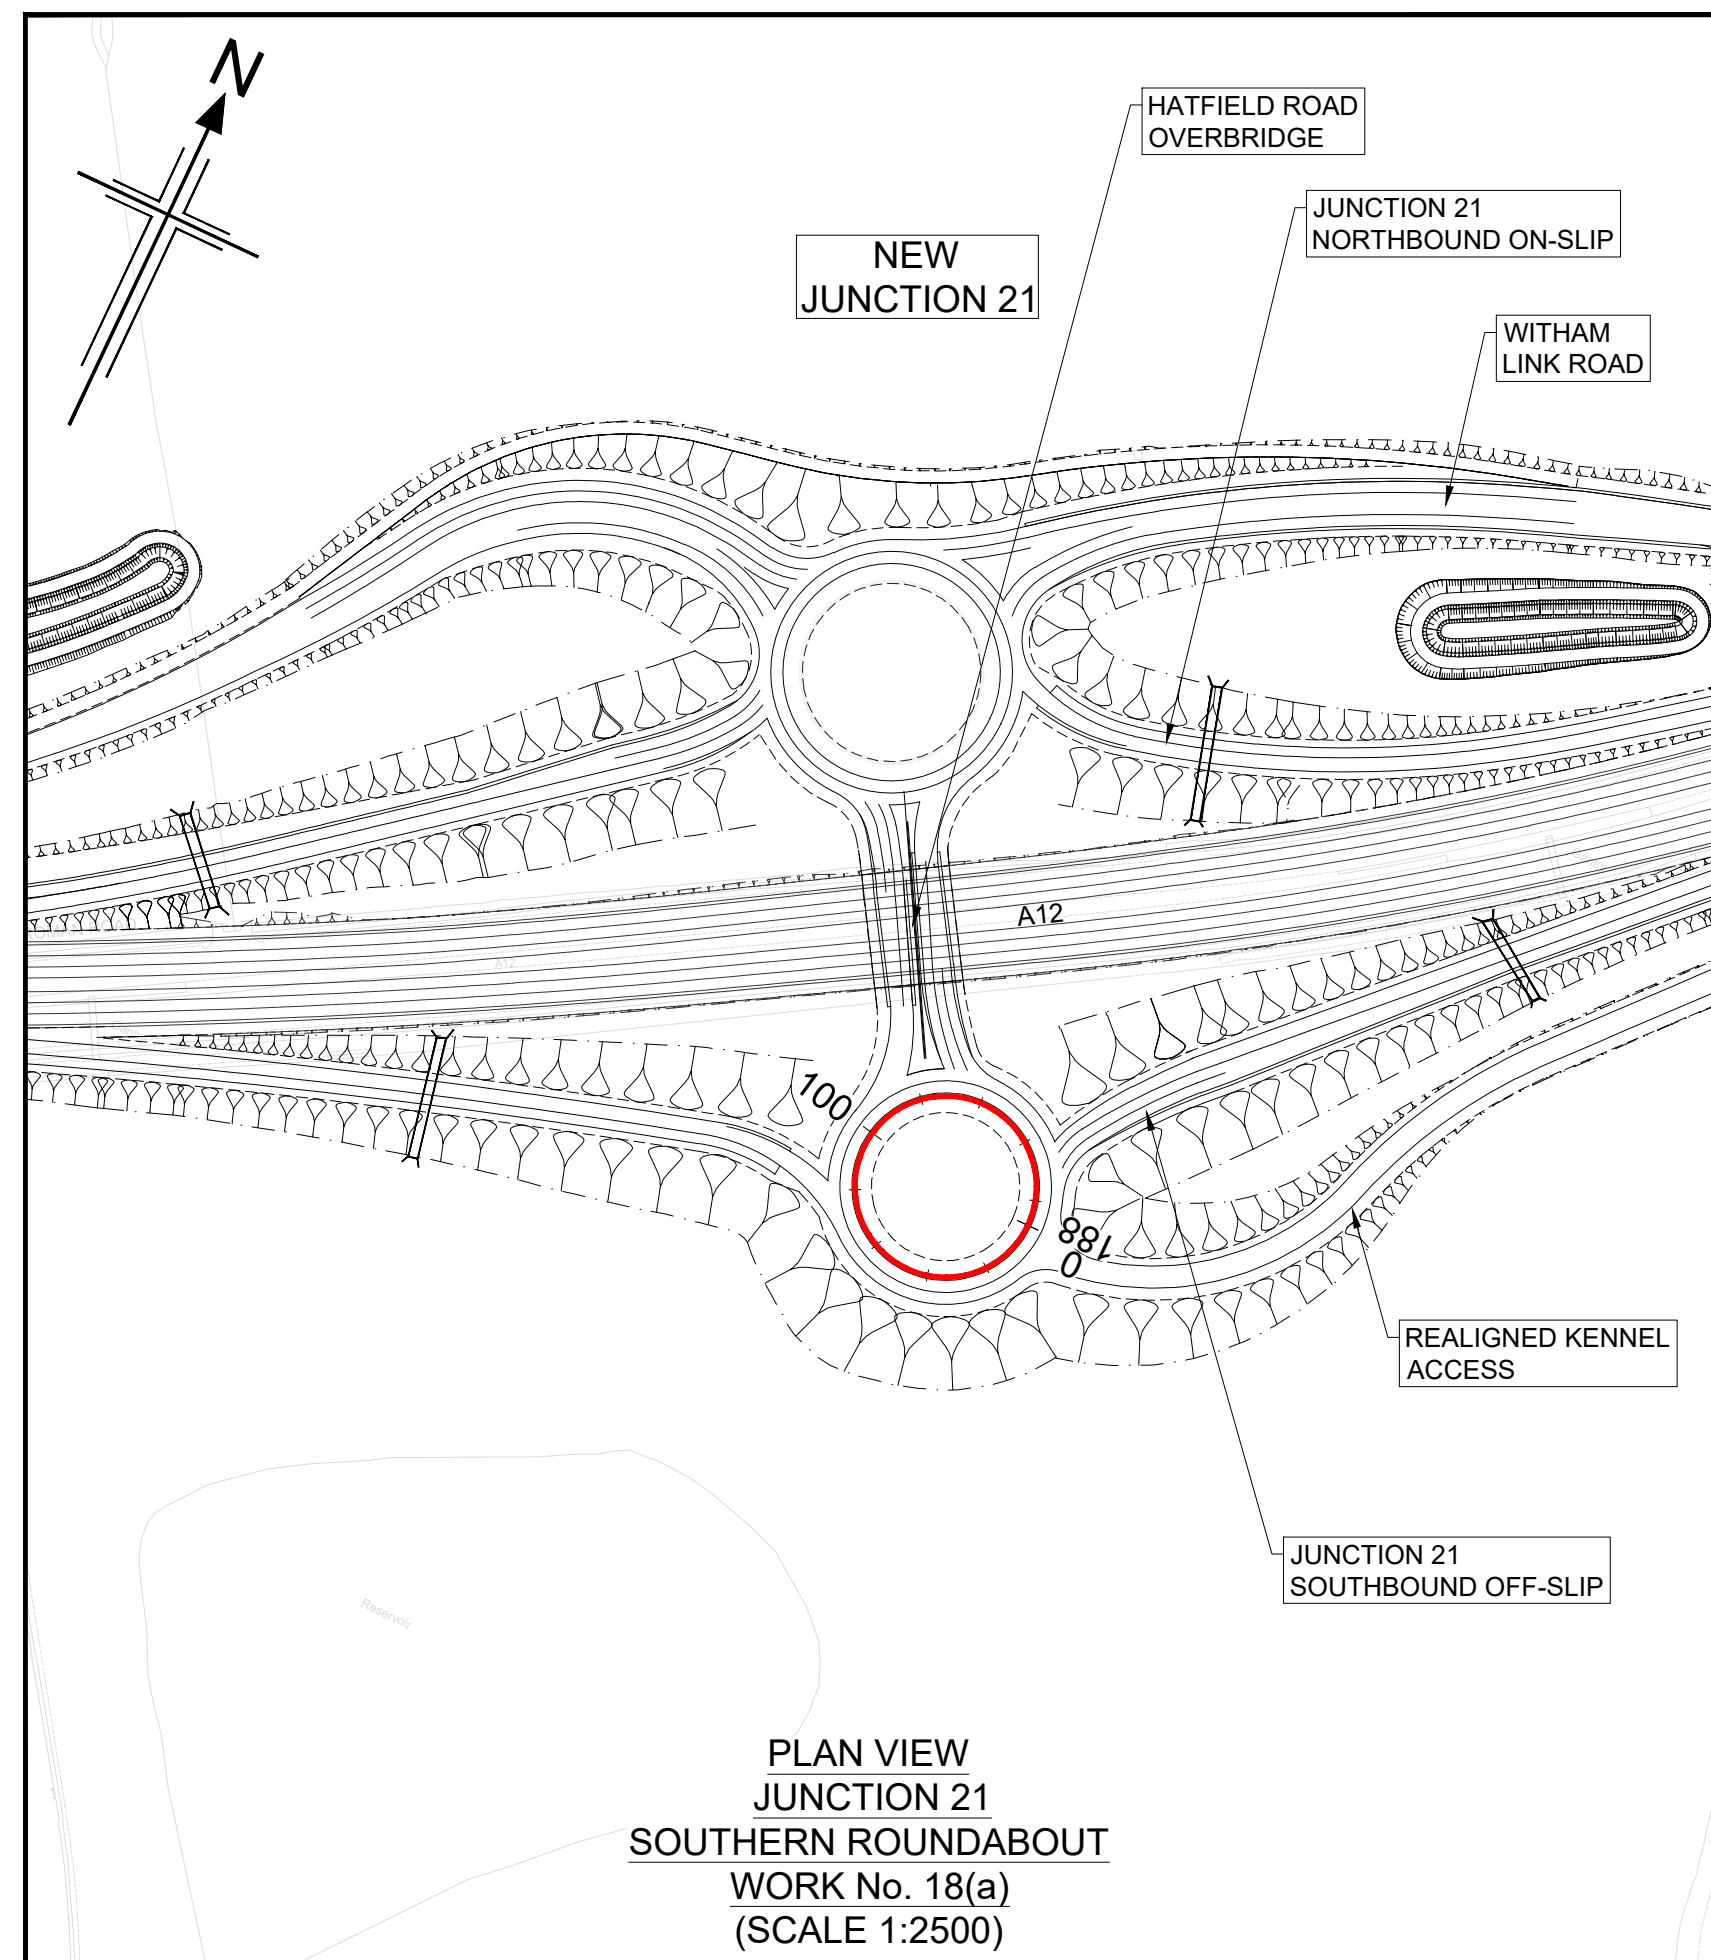 N
HATFIELD ROAD
OVERBRIDGE
JUNCTION 21
NORTHBOUND ON-SLIP
NEW
JUNCTION 21
WITHAM
LINK ROAD
A12
A12
100
188
0
REALIGNED KENNEL
ACCESS
JUNCTION 21
SOUTHBOUND OFF-SLIP
Reservoir
PLAN VIEW
JUNCTION 21
SOUTHERN ROUNDABOUT
WORK No. 18(a)
(SCALE 1:2500)